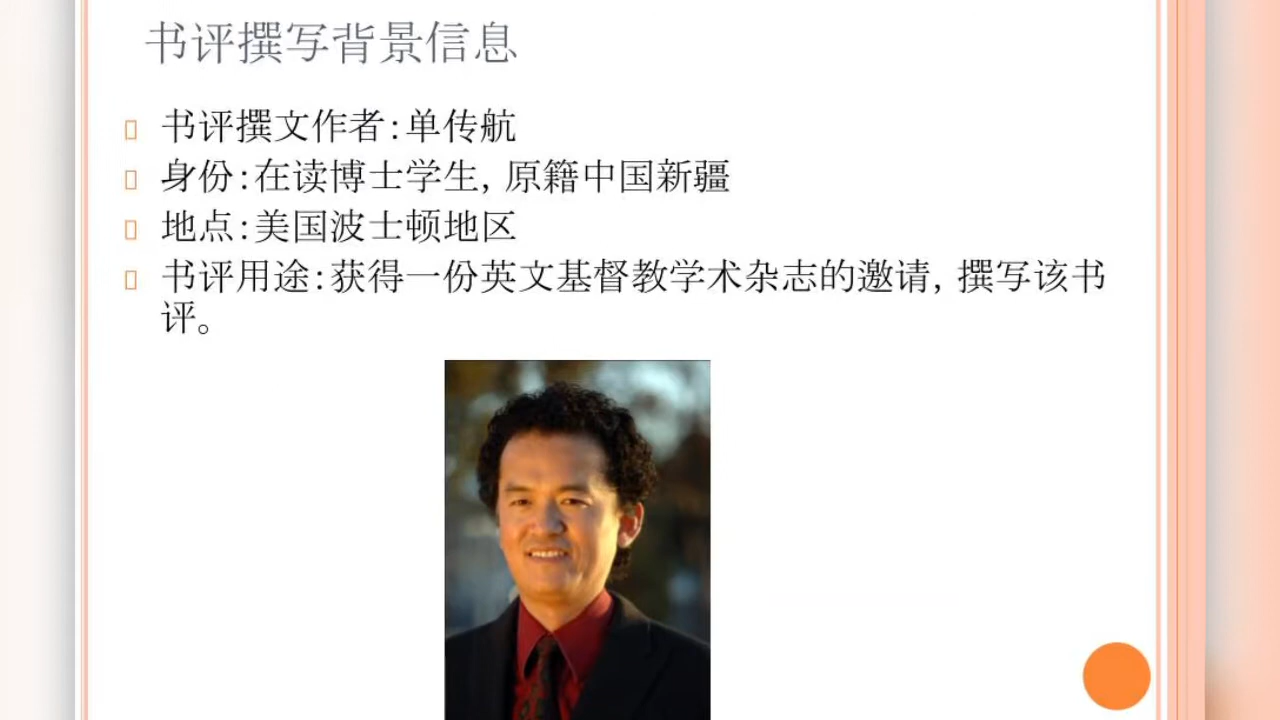 书评撰写背景信息
书评撰文作者:单传航
身份:在读博士学生, 原籍中国新疆
地点:美国波士顿地区
书评用途:获得一份英文基督教学术杂志的邀请, 撰写该书
评。